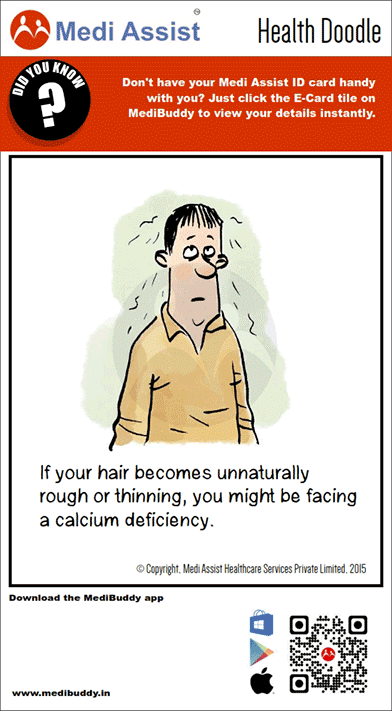 Medi Assist
Health Doodle
DID YOU KNOW
?
Don't have your Medi Assist ID card handy
with you? Just click the E-Card tile on
MediBuddy to view your details instantly.
If your hair becomes unnaturally
rough or thinning, you might be facing
a calcium deficiency.
© Copyright, Medi Assist Healthcare Services Private Limited, 2015
Download the MediBuddy app
www.medibuddy.in